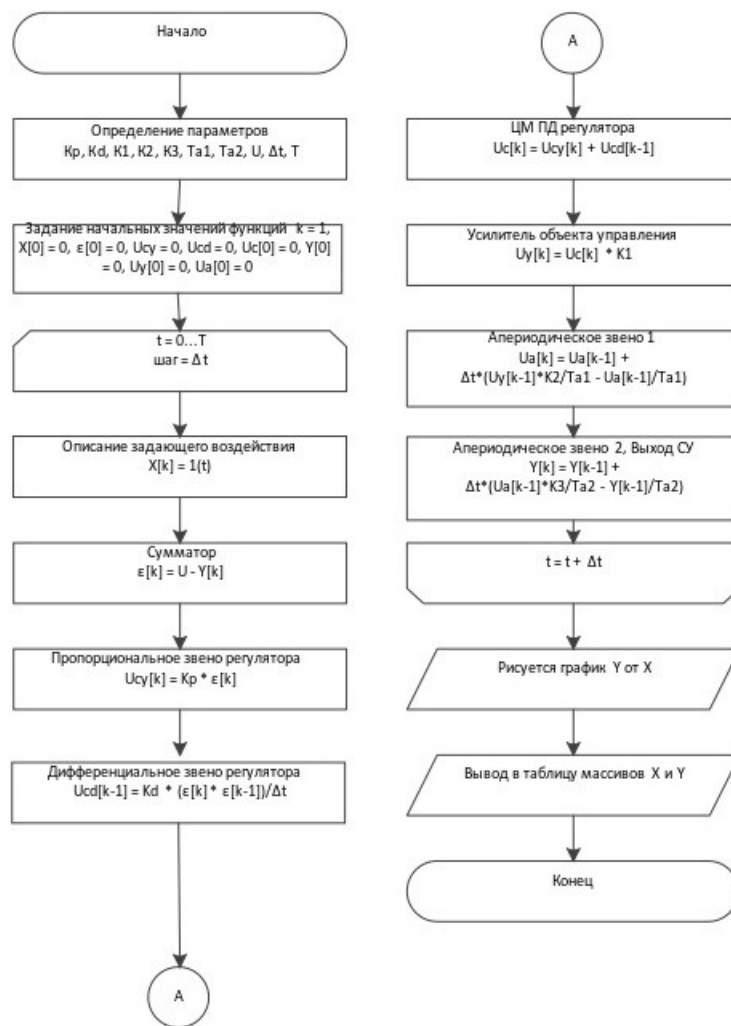 Начало
Определение параметров
Kp, Kd, K1, K2, K3, Ta1, Ta2, U, Δt, T
Задание начальных значений функций k = 1,
X[0] = 0, ε[0] = 0, Ucy = 0, Ucd = 0, Uc[0] = 0, Y[0]
= 0, Uy[0] = 0, Ua[0] = 0
t = 0...T
шаг = Δt
Описание задающего воздействия
X[k] = 1(t)
Сумматор
ε[k] = U - Y[k]
Пропорциональное звено регулятора
Ucy[k] = Kp * ε[k]
Дифференциальное звено регулятора
Ucd[k-1] = Kd * (ε[k] * ε[k-1])/Δt
A
A
ЦМ ПД регулятора
Uc[k] = Ucy[k] + Ucd[k-1]
Усилитель объекта управления
Uy[k] = Uc[k] * K1
Апериодическое звено 1
Ua[k] = Ua[k-1] +
Δt*(Uy[k-1]*K2/Ta1 - Ua[k-1]/Ta1)
Апериодическое звено 2, Выход СУ
Y[k] = Y[k-1] +
Δt*(Ua[k-1]*K3/Ta2 - Y[k-1]/Ta2)
t = t + Δt
Рисуется график Y от X
Вывод в таблицу массивов X и Y
Конец